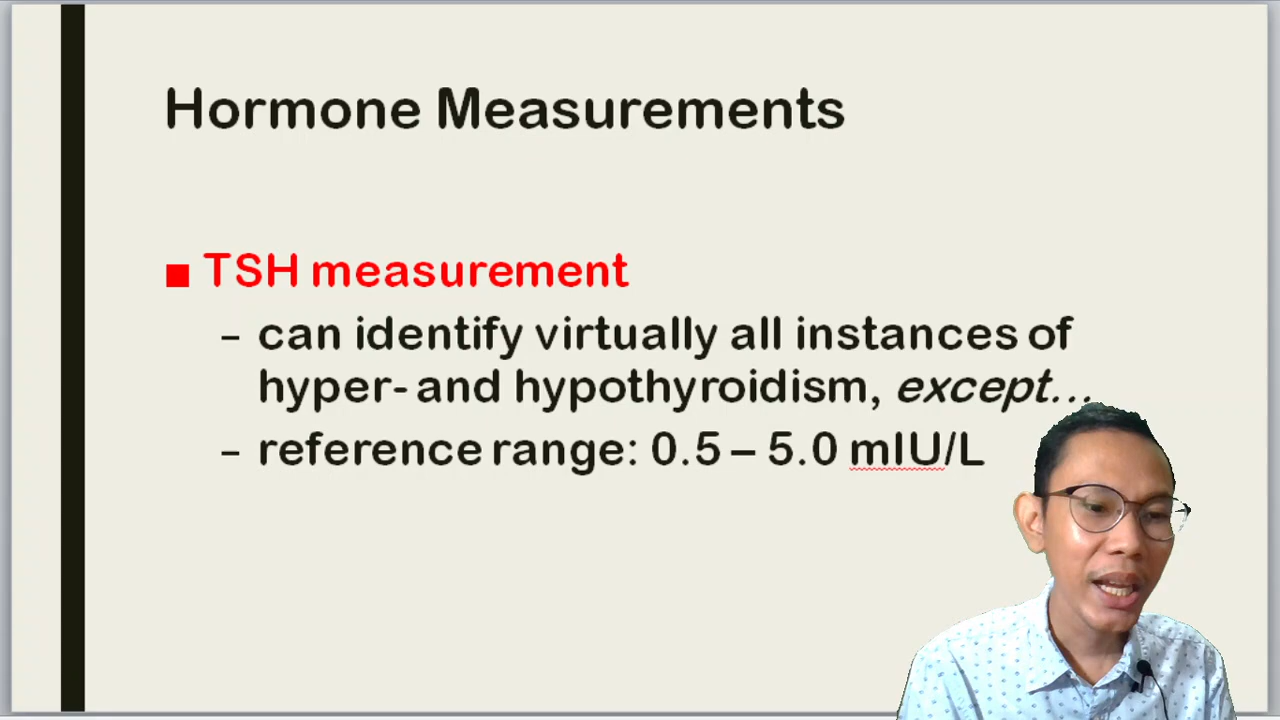 Hormone Measurements
■ TSH measurement
– can identify virtually all instances of
hyper- and hypothyroidism, except...
– reference range: 0.5 – 5.0 mIU/L